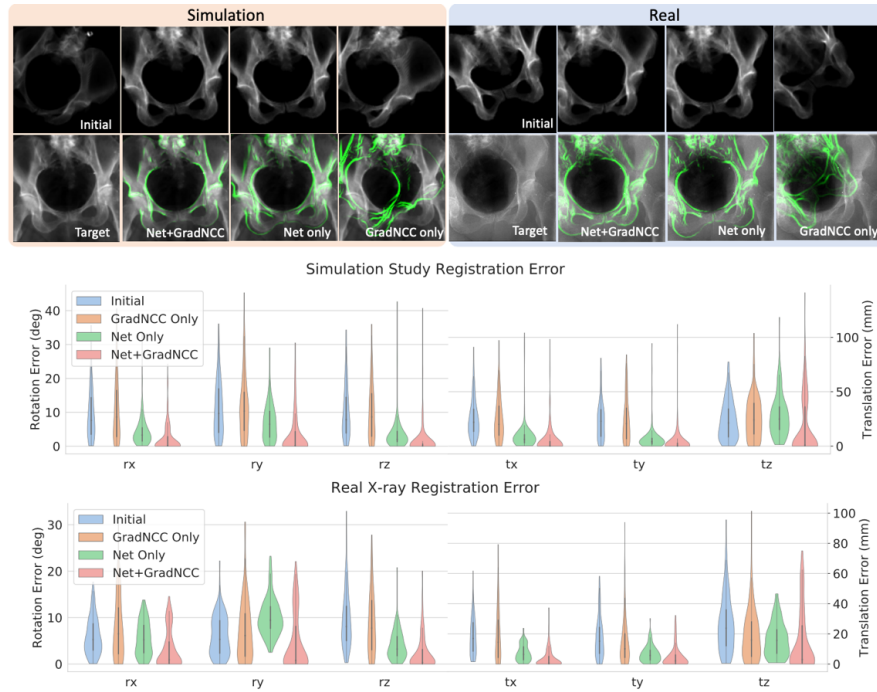 Simulation
Real
Initial
Initial
Target
Net+GradNCC
Net only
GradNCC only
Target
Net+GradNCC
Net only
GradNCC only
Simulation Study Registration Error
Rotation Error (deg)
40
30
20
10
0
Initial
GRADNCC Only
Net Only
Net+GradNCC
100
50
0
Translation Error (mm)
rx ry rz tx ty tz
Real X-ray Registration Error
Rotation Error (deg)
30
20
10
0
Initial
GRADNCC Only
Net Only
Net+GradNCC
100
80
60
40
20
0
Translation Error (mm)
rx ry rz tx ty tz